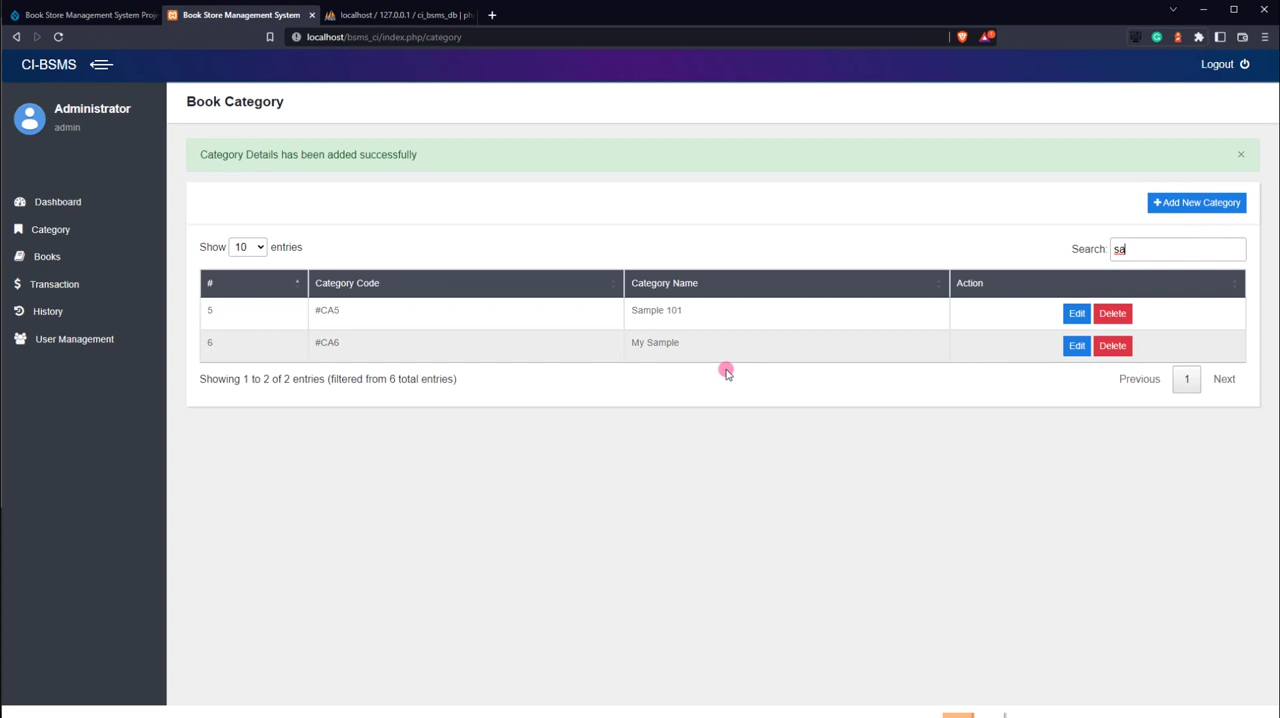 Book Store Management System Proj
Book Store Management System
localhost / 127.0.0.1 / ci_bsms_db | ph
localhost/bsms_ci/index.php/category
CI-BSMS
Logout
Administrator
admin
Dashboard
Category
Books
Transaction
History
User Management
Book Category
Category Details has been added successfully
×
+ Add New Category
Show 10 entries
Search: sa
# Category Code Category Name Action
5 #CA5 Sample 101 Edit Delete
6 #CA6 My Sample Edit Delete
Showing 1 to 2 of 2 entries (filtered from 6 total entries)
Previous 1 Next